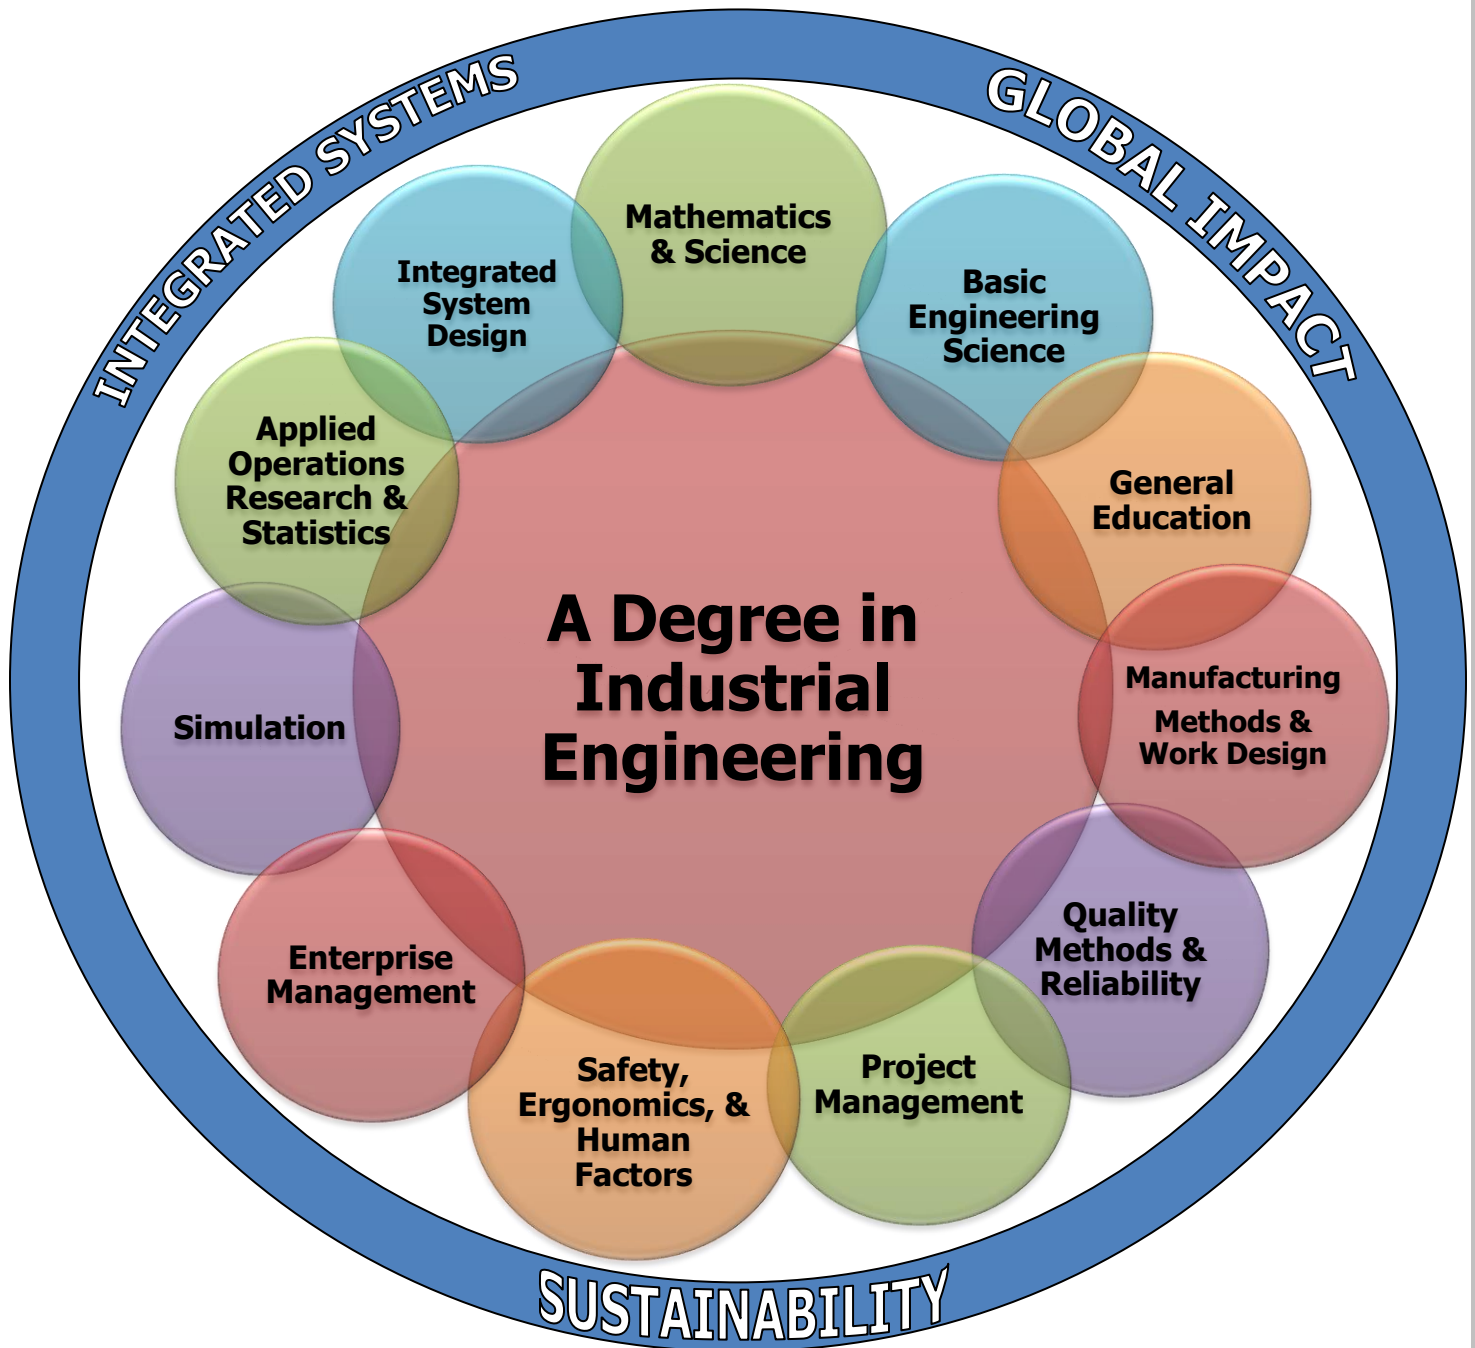 INTEGRATED SYSTEMS
GLOBAL IMPACT
Mathematics
& Science
Basic
Engineering
Science
General
Education
Manufacturing
Methods &
Work Design
Quality
Methods &
Reliability
Project
Management
Safety,
Ergonomics, &
Human
Factors
Enterprise
Management
Simulation
Applied
Operations
Research &
Statistics
Integrated
System
Design
A Degree in
Industrial
Engineering
SUSTAINABILITY